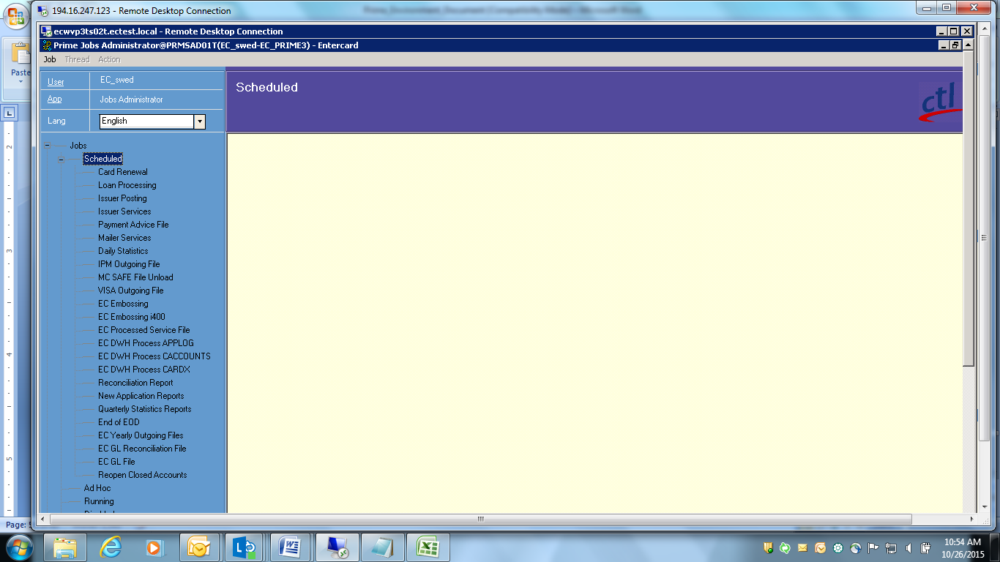 194.16.247.123 - Remote Desktop Connection
ecwvp3ts02t.ectest.local - Remote Desktop Connection
Prime Jobs Administrator@PRMSAD01T(EC_swed-EC_PRIME3) - Entercard
Job Thread Action
Paste
User EC_swed
App Jobs Administrator
Lang English
Scheduled
ctl
Jobs
Scheduled
Card Renewal
Loan Processing
Issuer Posting
Issuer Services
Payment Advice File
Mailer Services
Daily Statistics
IPM Outgoing File
MC SAFE File Unload
VISA Outgoing File
EC Embossing
EC Embossing i400
EC Processed Service File
EC DWH Process APPLOG
EC DWH Process CACCOUNTS
EC DWH Process CARDX
Reconciliation Report
New Application Reports
Quarterly Statistics Reports
End of EOD
EC Yearly Outgoing Files
EC GL Reconciliation File
EC GL File
Reopen Closed Accounts
Ad Hoc
Running
2
3
4
5
Page:
10:54 AM
10/26/2015